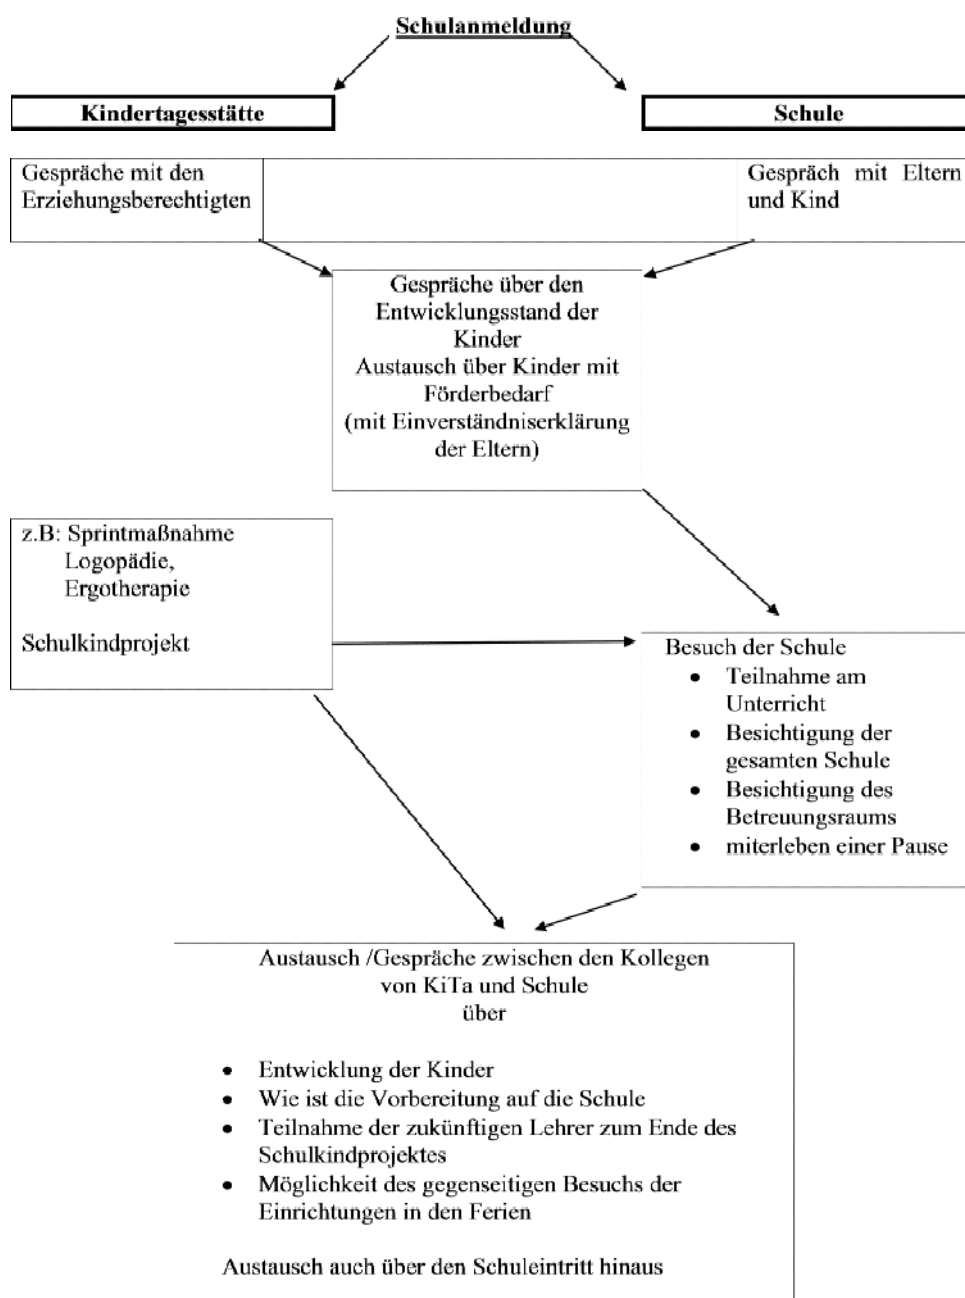 Schulanmeldung
Kindertagesstätte
Schule
Gespräche mit den
Erziehungsberechtigten
Gespräch mit Eltern
und Kind
Gespräche über den
Entwicklungsstand der
Kinder
Austausch über Kinder mit
Förderbedarf
(mit Einverständniserklärung
der Eltern)
z.B: Sprintmaßnahme
Logopädie,
Ergotherapie
Schulkindprojekt
Besuch der Schule
• Teilnahme am
Unterricht
• Besichtigung der
gesamten Schule
• Besichtigung des
Betreuungsraums
• miterleben einer Pause
Austausch /Gespräche zwischen den Kollegen
von KiTa und Schule
über
• Entwicklung der Kinder
• Wie ist die Vorbereitung auf die Schule
• Teilnahme der zukünftigen Lehrer zum Ende des
Schulkindprojektes
• Möglichkeit des gegenseitigen Besuchs der
Einrichtungen in den Ferien
Austausch auch über den Schuleintritt hinaus